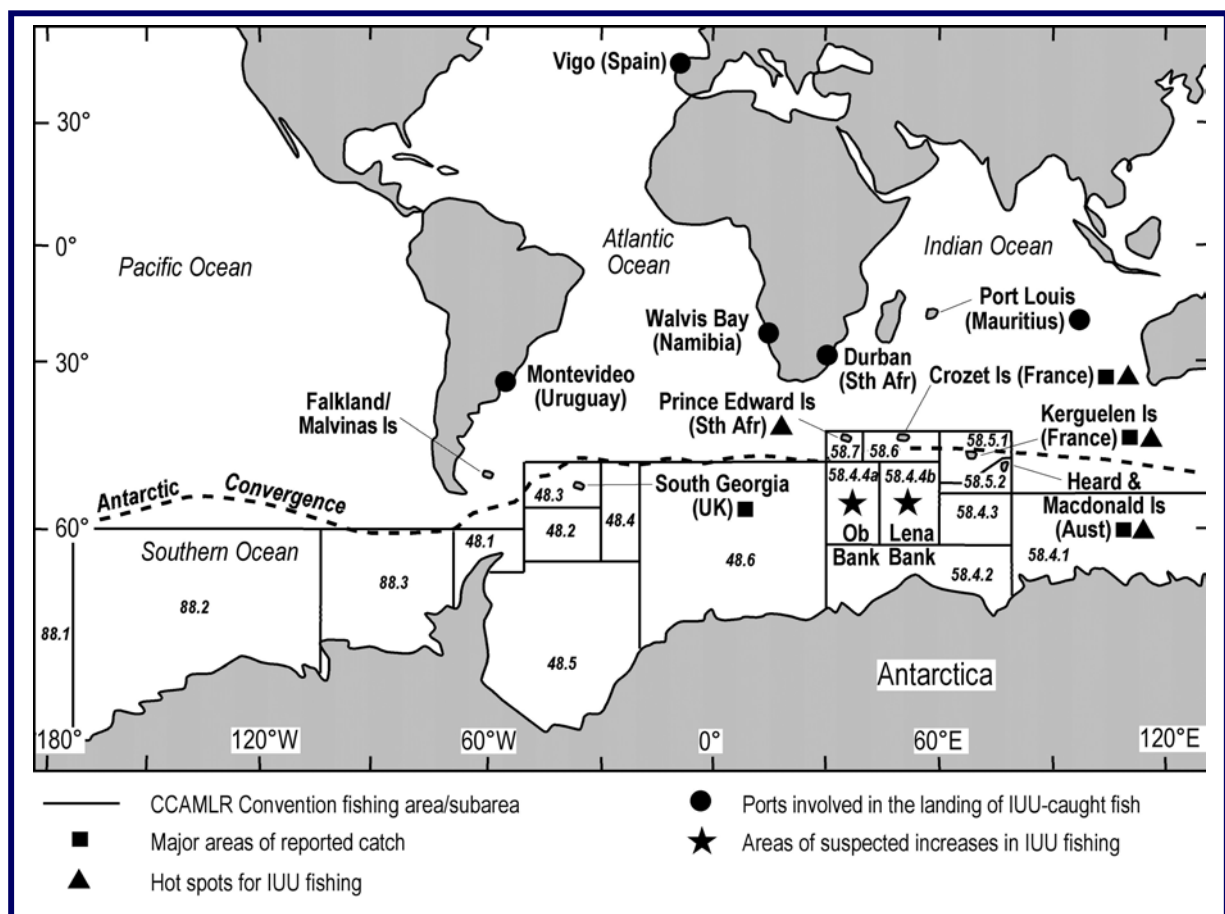 Vigo (Spain)
30°
0°
30°
60°
Pacific Ocean
Atlantic
Ocean
Indian Ocean
Port Louis
(Mauritius)
Walvis Bay
(Namibia)
Durban
(Sth Afr)
Montevideo
(Uruguay)
Falkland/
Malvinas Is
Crozet Is (France)
Prince Edward Is
(Sth Afr)
Kerguelen Is
(France)
58.7
58.6
58.5.1
58.5.2
Heard &
Macdonald Is
(Aust)
South Georgia
(UK)
Antarctic Convergence
Southern Ocean
48.3
48.2
48.4
48.1
48.6
48.5
58.4.4a
58.4.4b
Ob
Bank
Lena
Bank
58.4.3
58.4.2
58.4.1
88.3
88.2
88.1
Antarctica
180°
120°W
60°W
0°
60°E
120°E
CCAMLR Convention fishing area/subarea
Major areas of reported catch
Hot spots for IUU fishing
Ports involved in the landing of IUU-caught fish
Areas of suspected increases in IUU fishing